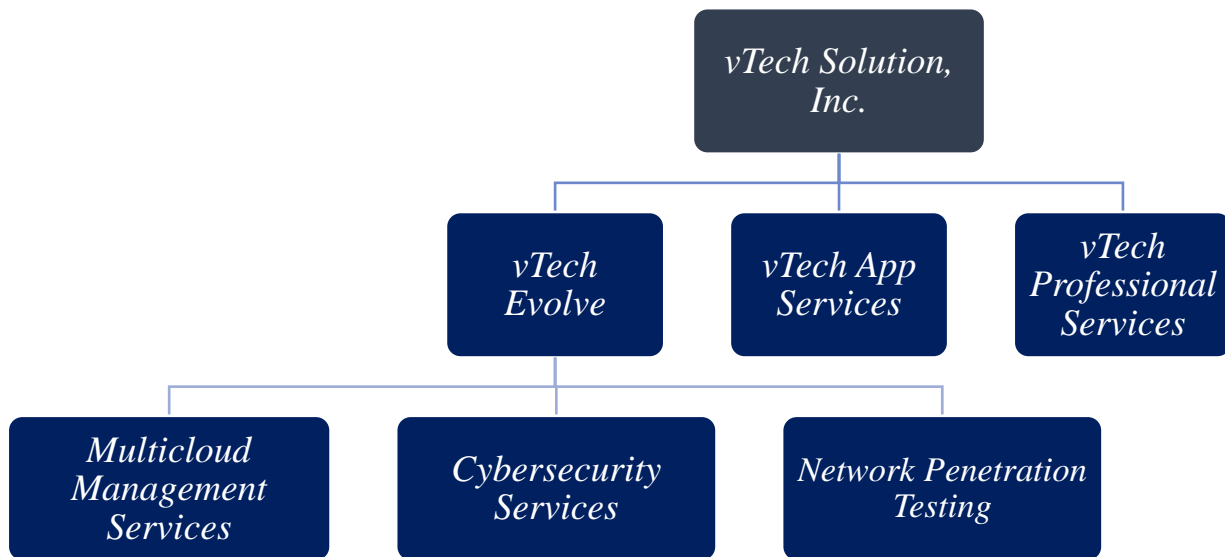 vTech Solution,
Inc.
vTech
Evolve
vTech App
Services
vTech
Professional
Services
Multicloud
Management
Services
Cybersecurity
Services
Network Penetration
Testing